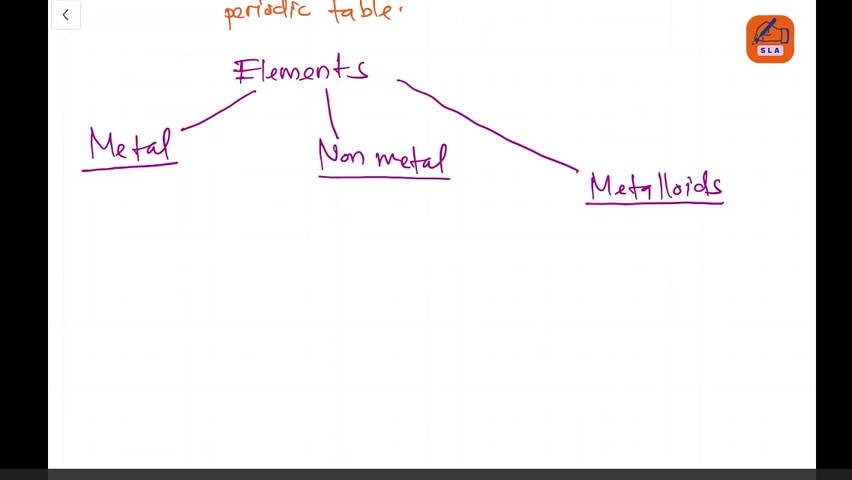 periodic table.
SLA
Elements
Metal
Non metal
Metalloids